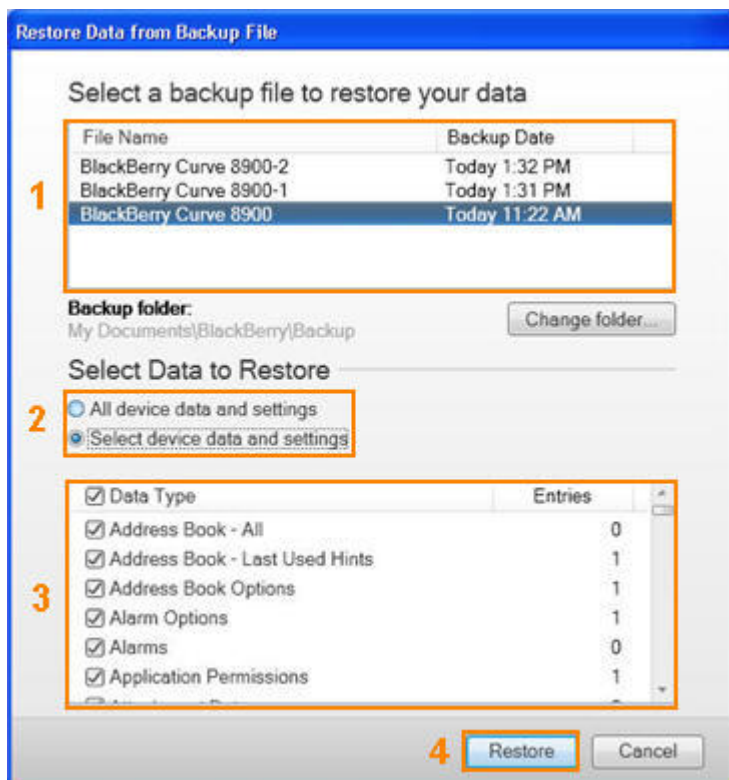 Restore Data from Backup File
Select a backup file to restore your data
File Name Backup Date
1
BlackBerry Curve 8900-2 Today 1:32 PM
BlackBerry Curve 8900-1 Today 1:31 PM
BlackBerry Curve 8900 Today 11:22 AM
Backup folder:
My Documents\BlackBerry\Backup
Change folder...
Select Data to Restore
2
All device data and settings
Select device data and settings
Data Type Entries
Address Book - All 0
Address Book - Last Used Hints 1
Address Book Options 1
3
Alarm Options 1
Alarms 0
Application Permissions 1
4
Restore Cancel